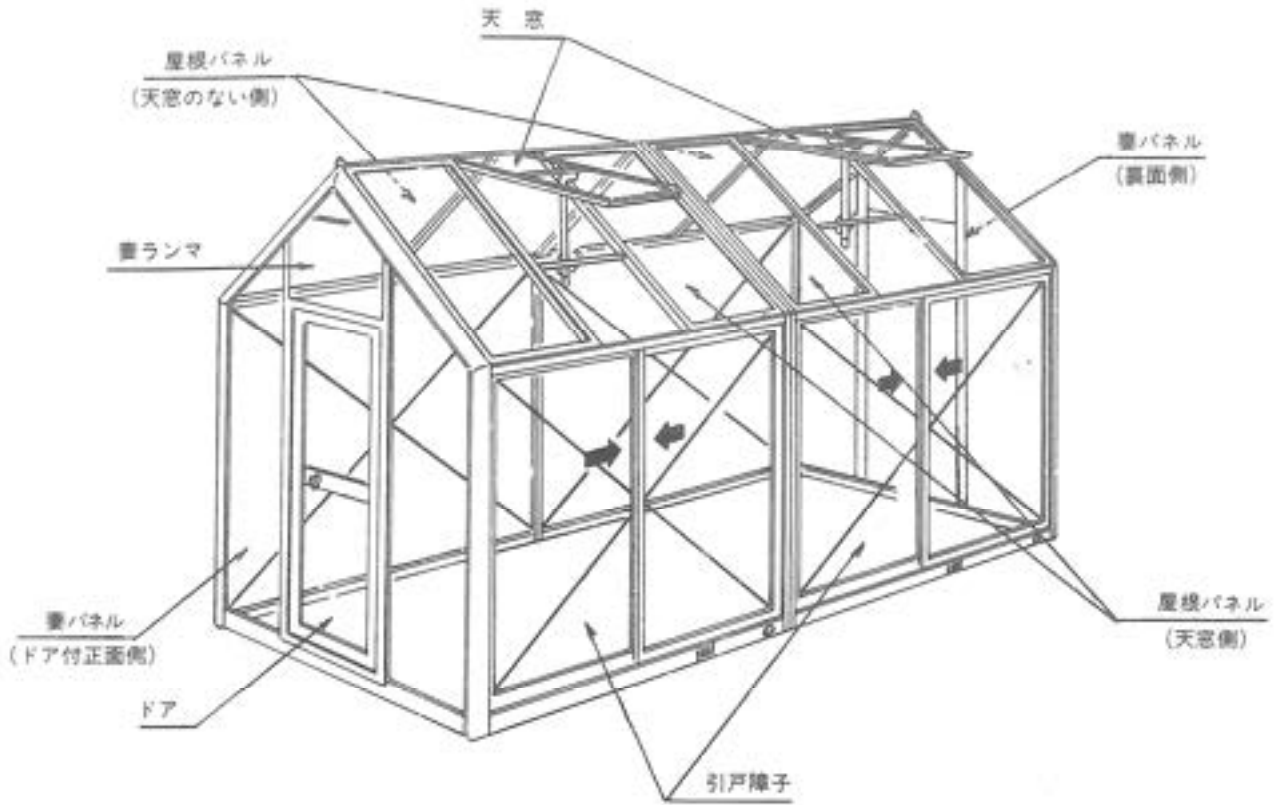 天窓
屋根パネル
(天窓のない側)
妻パネル
(裏面側)
妻ランマ
妻パネル
(ドア付正面側)
ドア
屋根パネル
(天窓側)
引戸障子